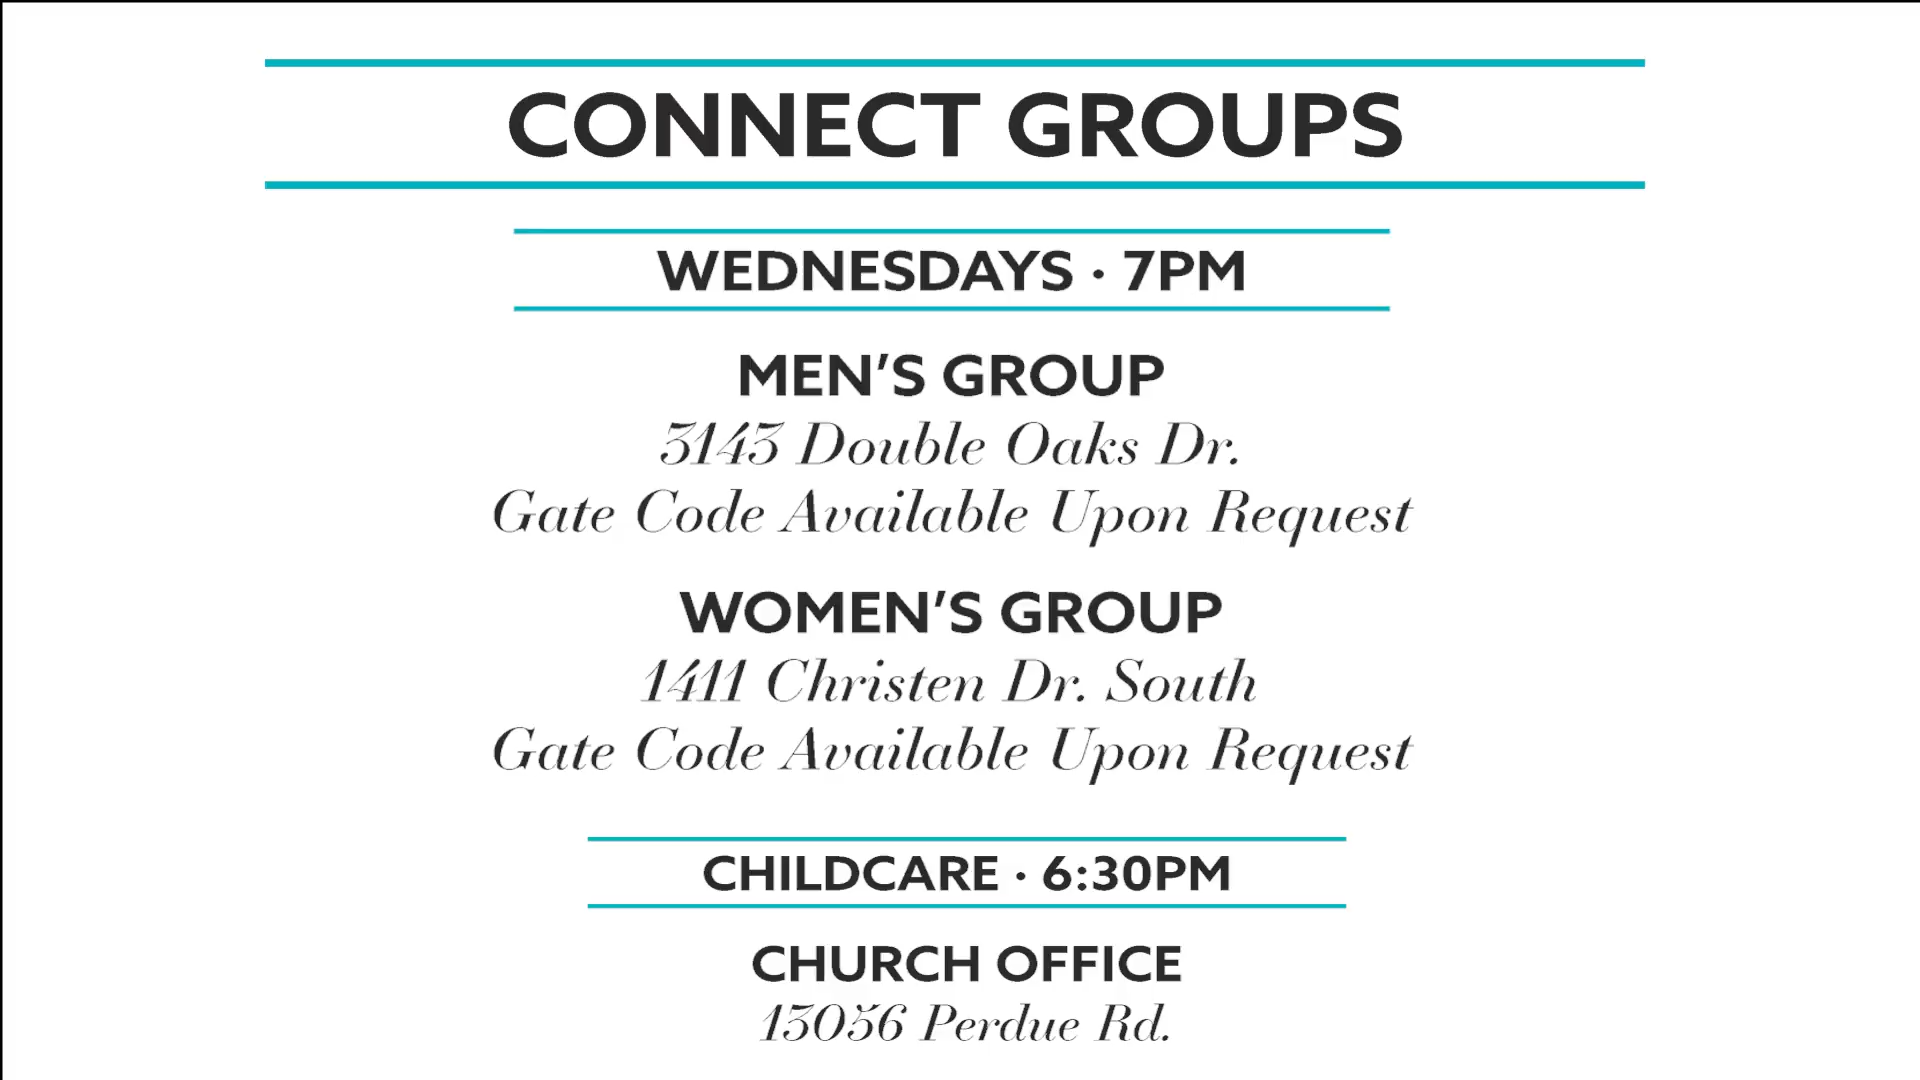 CONNECT GROUPS
WEDNESDAYS · 7PM
MEN'S GROUP
3143 Double Oaks Dr.
Gate Code Available Upon Request
WOMEN'S GROUP
1411 Christen Dr. South
Gate Code Available Upon Request
CHILDCARE · 6:30PM
CHURCH OFFICE
13056 Perdue Rd.